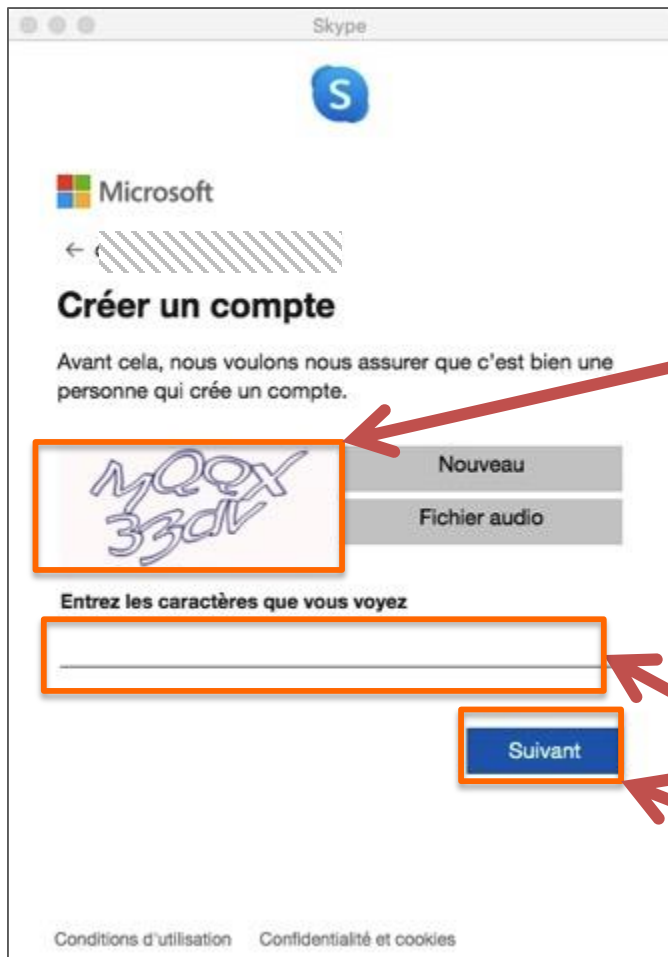 Skype
S
Microsoft
←
Créer un compte
Avant cela, nous voulons nous assurer que c'est bien une
personne qui crée un compte.
Nouveau
Fichier audio
Entrez les caractères que vous voyez
Suivant
Conditions d'utilisation Confidentialité et cookies